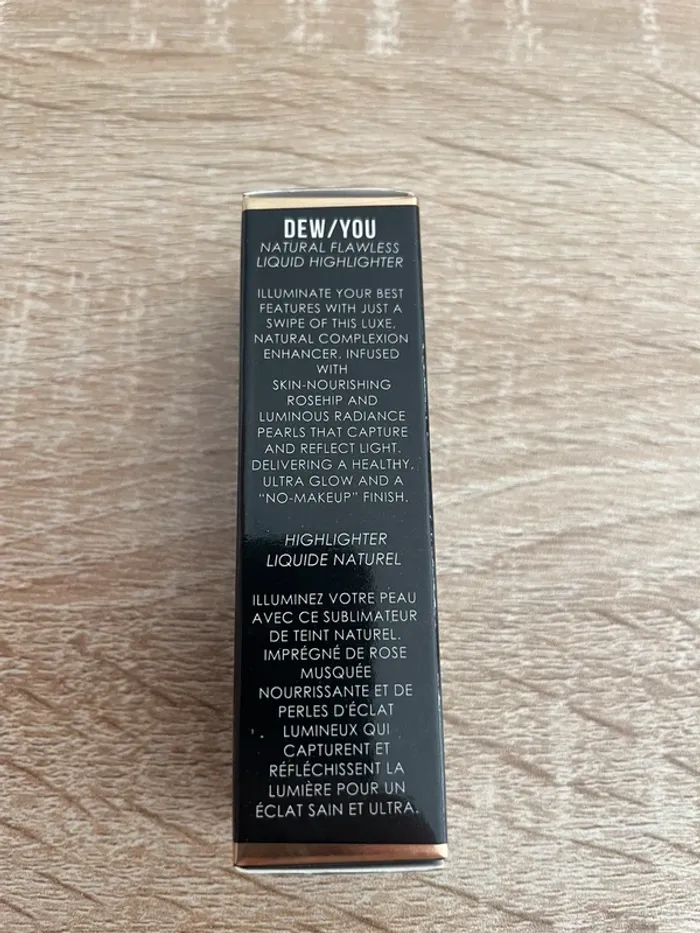 DEW/YOU
NATURAL FLAWLESS
LIQUID HIGHLIGHTER
ILLUMINATE YOUR BEST
FEATURES WITH JUST A
SWIPE OF THIS LUXE,
NATURAL COMPLEXION
ENHANCER. INFUSED
WITH
SKIN-NOURISHING
ROSEHIP AND
LUMINOUS RADIANCE
PEARLS THAT CAPTURE
AND REFLECT LIGHT.
DELIVERING A HEALTHY,
ULTRA GLOW AND A
“NO-MAKEUP” FINISH.
HIGHLIGHTER
LIQUIDE NATUREL
ILLUMINEZ VOTRE PEAU
AVEC CE SUBLIMATEUR
DE TEINT NATUREL.
IMPRÉGNÉ DE ROSE
MUSQUÉE
NOURRISSANTE ET DE
PERLES D'ÉCLAT
LUMINEUX QUI
CAPTURENT ET
RÉFLÉCHISSENT LA
LUMIÈRE POUR UN
ÉCLAT SAIN ET ULTRA.